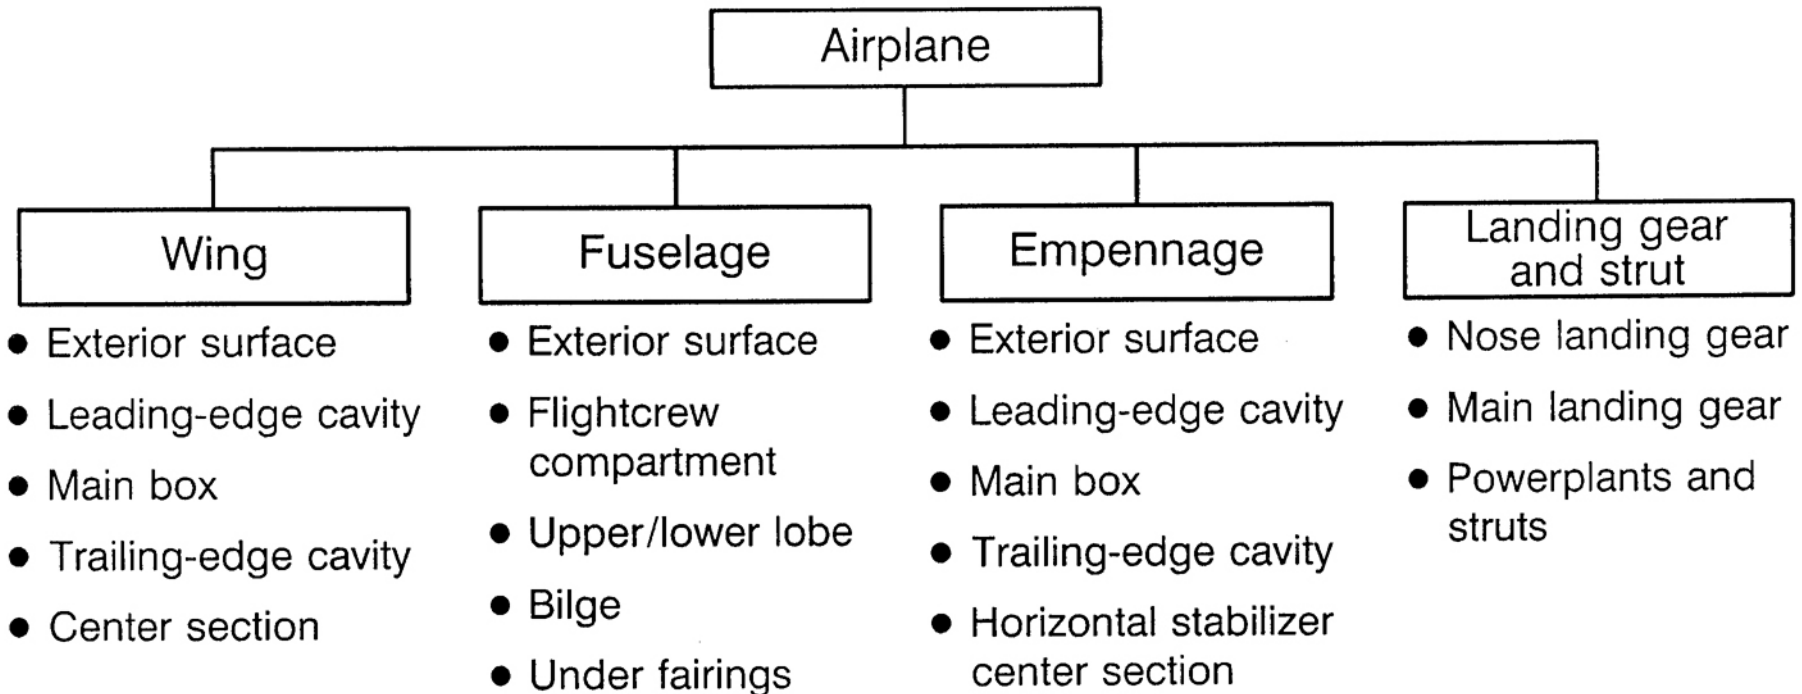 Airplane
Wing
● Exterior surface
● Leading-edge cavity
● Main box
● Trailing-edge cavity
● Center section
Fuselage
● Exterior surface
● Flightcrew
compartment
● Upper/lower lobe
● Bilge
● Under fairings
Empennage
● Exterior surface
● Leading-edge cavity
● Main box
● Trailing-edge cavity
● Horizontal stabilizer
center section
Landing gear
and strut
● Nose landing gear
● Main landing gear
● Powerplants and
struts